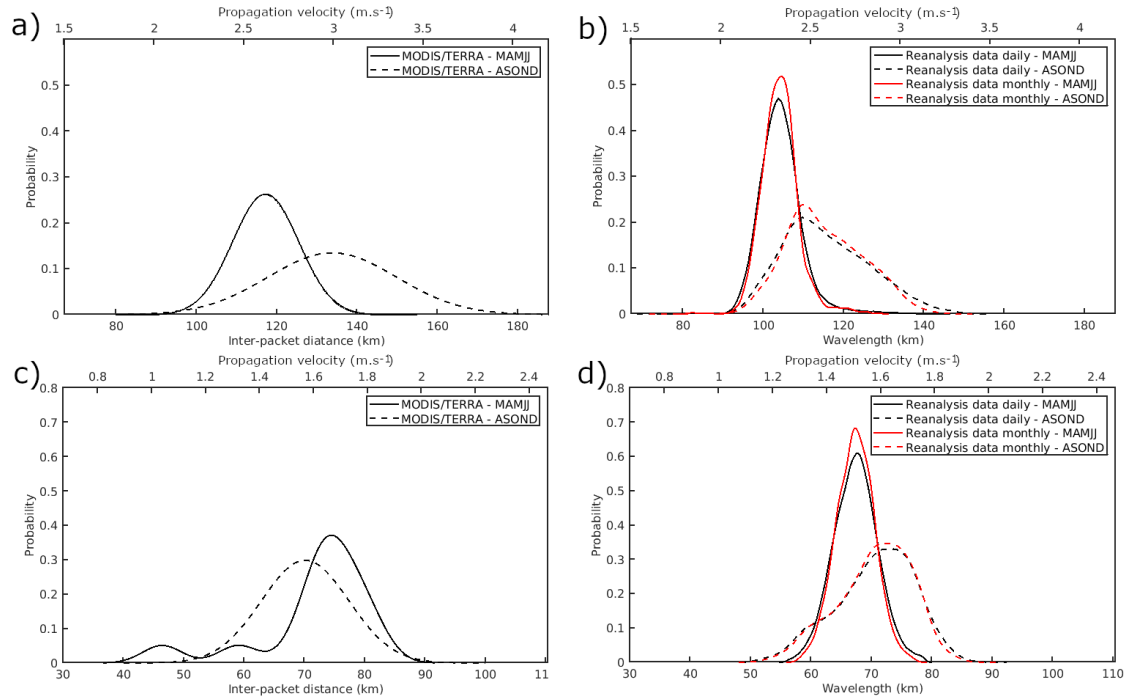 a)
Propagation velocity (m.s-1)
1.5 2 2.5 3 3.5 4
MODIS/TERRA - MAMJJ
MODIS/TERRA - ASOND
Probability
0.5
0.4
0.3
0.2
0.1
0
80 100 120 140 160 180
Inter-packet diatance (km)
b)
Propagation velocity (m.s-1)
1.5 2 2.5 3 3.5 4
Reanalysis data daily - MAMJJ
Reanalysis data daily - ASOND
Reanalysis data monthly - MAMJJ
Reanalysis data monthly - ASOND
Probability
0.5
0.4
0.3
0.2
0.1
0
80 100 120 140 160 180
Wavelength (km)
c)
Propagation velocity (m.s-1)
0.8 1 1.2 1.4 1.6 1.8 2 2.2 2.4
MODIS/TERRA - MAMJJ
MODIS/TERRA - ASOND
Probability
0.8
0.7
0.6
0.5
0.4
0.3
0.2
0.1
0
30 40 50 60 70 80 90 100 110
Inter-packet distance (km)
d)
Propagation velocity (m.s-1)
0.8 1 1.2 1.4 1.6 1.8 2 2.2 2.4
Reanalysis data daily - MAMJJ
Reanalysis data daily - ASOND
Reanalysis data monthly - MAMJJ
Reanalysis data monthly - ASOND
Probability
0.8
0.7
0.6
0.5
0.4
0.3
0.2
0.1
0
30 40 50 60 70 80 90 100 110
Wavelength (km)